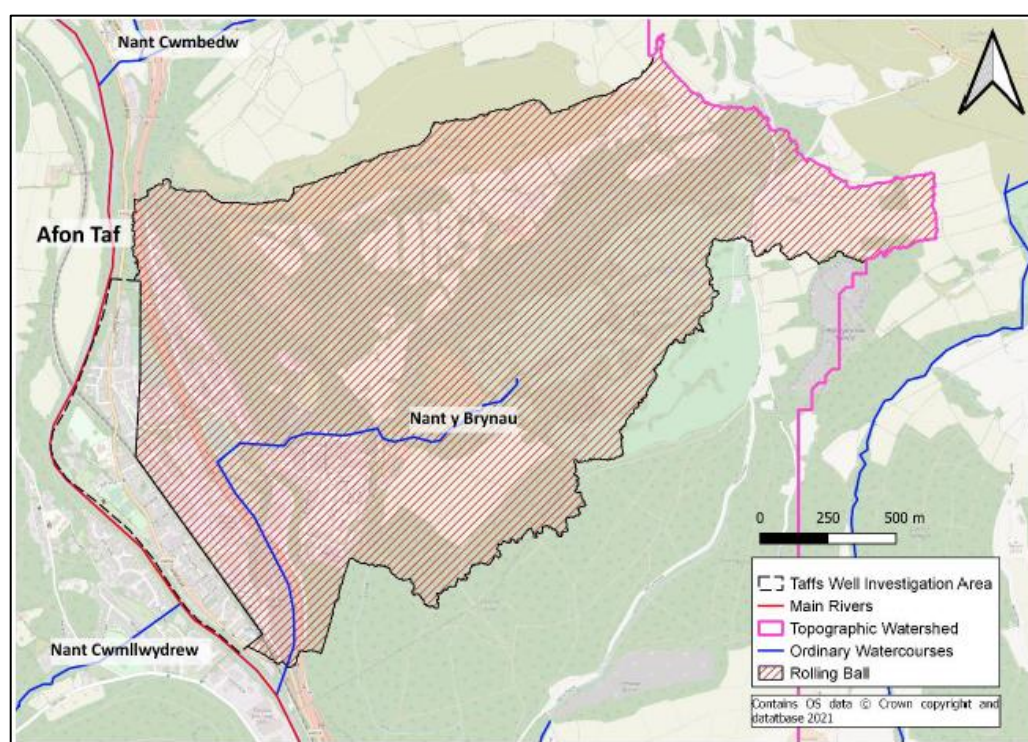 Nant Cwmbedw
Afon Taf
Nant y Brynau
Nant Cwmllwydrew
0 250 500 m
Taffs Well Investigation Area
Main Rivers
Topographic Watershed
Ordinary Watercourses
Rolling Ball
Contains OS data © Crown copyright and
datatbase 2021